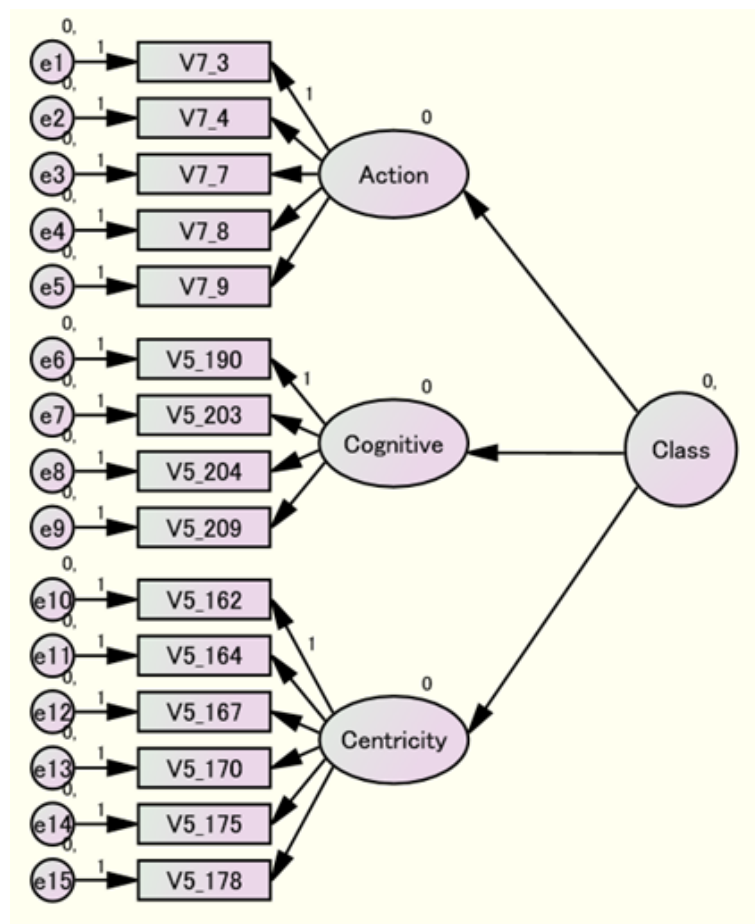 0,
e1 1 V7_3
1
0,
e2 1 V7_4
0
0,
e3 1 V7_7
Action
0,
e4 1 V7_8
0,
e5 1 V7_9
0,
e6 1 V5_190
1
0
0,
e7 1 V5_203
0,
Cognitive
Class
0,
e8 1 V5_204
0,
e9 1 V5_209
0,
e10 1 V5_162
1
0,
e11 1 V5_164
0
0,
e12 1 V5_167
Centricity
0,
e13 1 V5_170
0,
e14 1 V5_175
0,
e15 1 V5_178